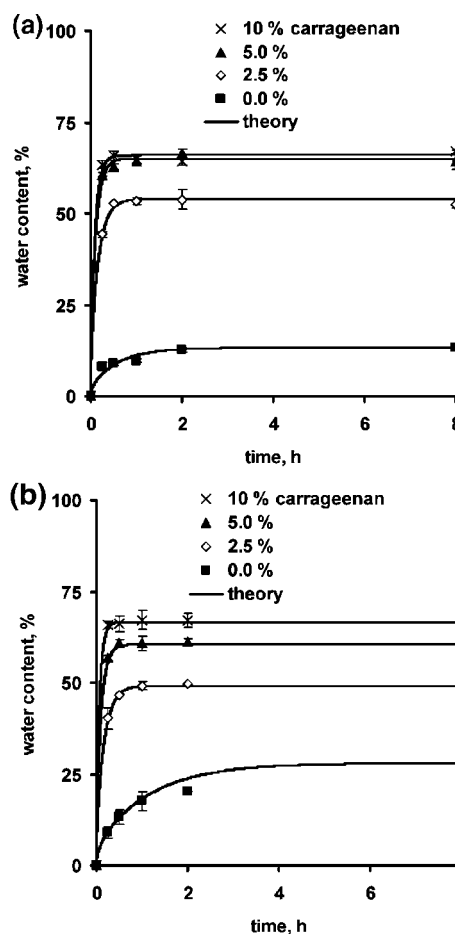 (a)
× 10 % carrageenan
▲ 5.0 %
◇ 2.5 %
■ 0.0 %
— theory
100
75
50
25
0
water content, %
0 2 4 6 8
time, h
(b)
× 10 % carrageenan
▲ 5.0 %
◇ 2.5 %
■ 0.0 %
— theory
100
75
50
25
0
water content, %
0 2 4 6
time, h